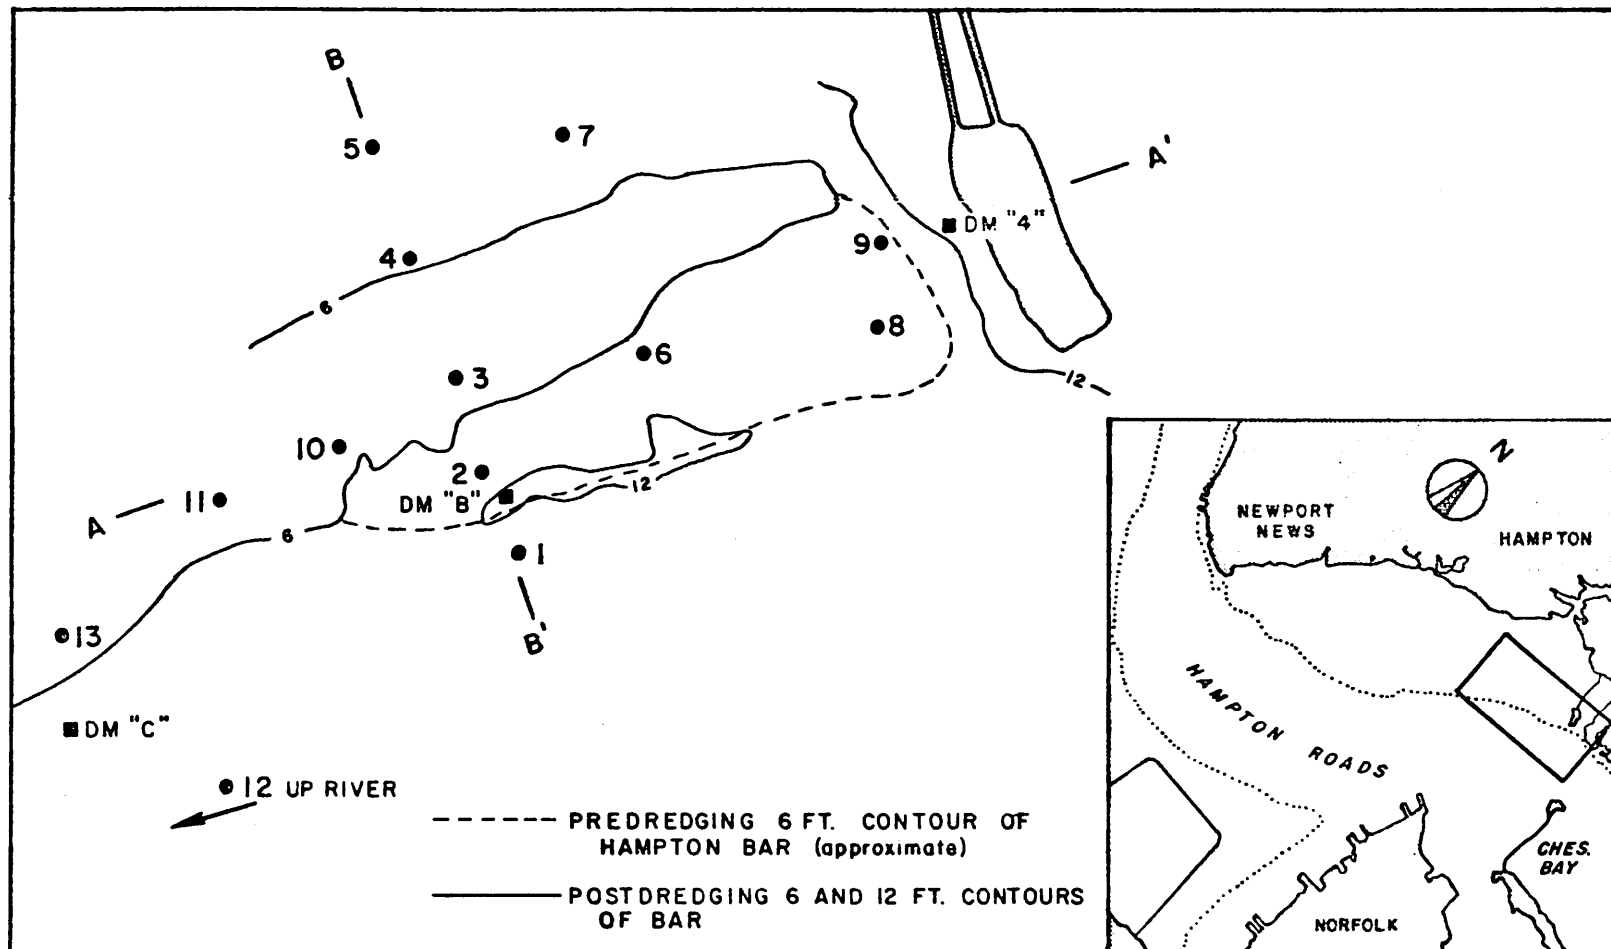 B
5
7
A'
DM "4"
9
4
6
8
6
3
12
10
2
DM "B"
12
11
A
6
1
B'
13
DM "C"
12 UP RIVER
PREDREDGING 6 FT. CONTOUR OF
HAMPTON BAR (approximate)
POSTDREDGING 6 AND 12 FT. CONTOURS
OF BAR
N
NEWPORT
NEWS
HAMPTON
HAMPTON ROADS
CHES.
BAY
NORFOLK